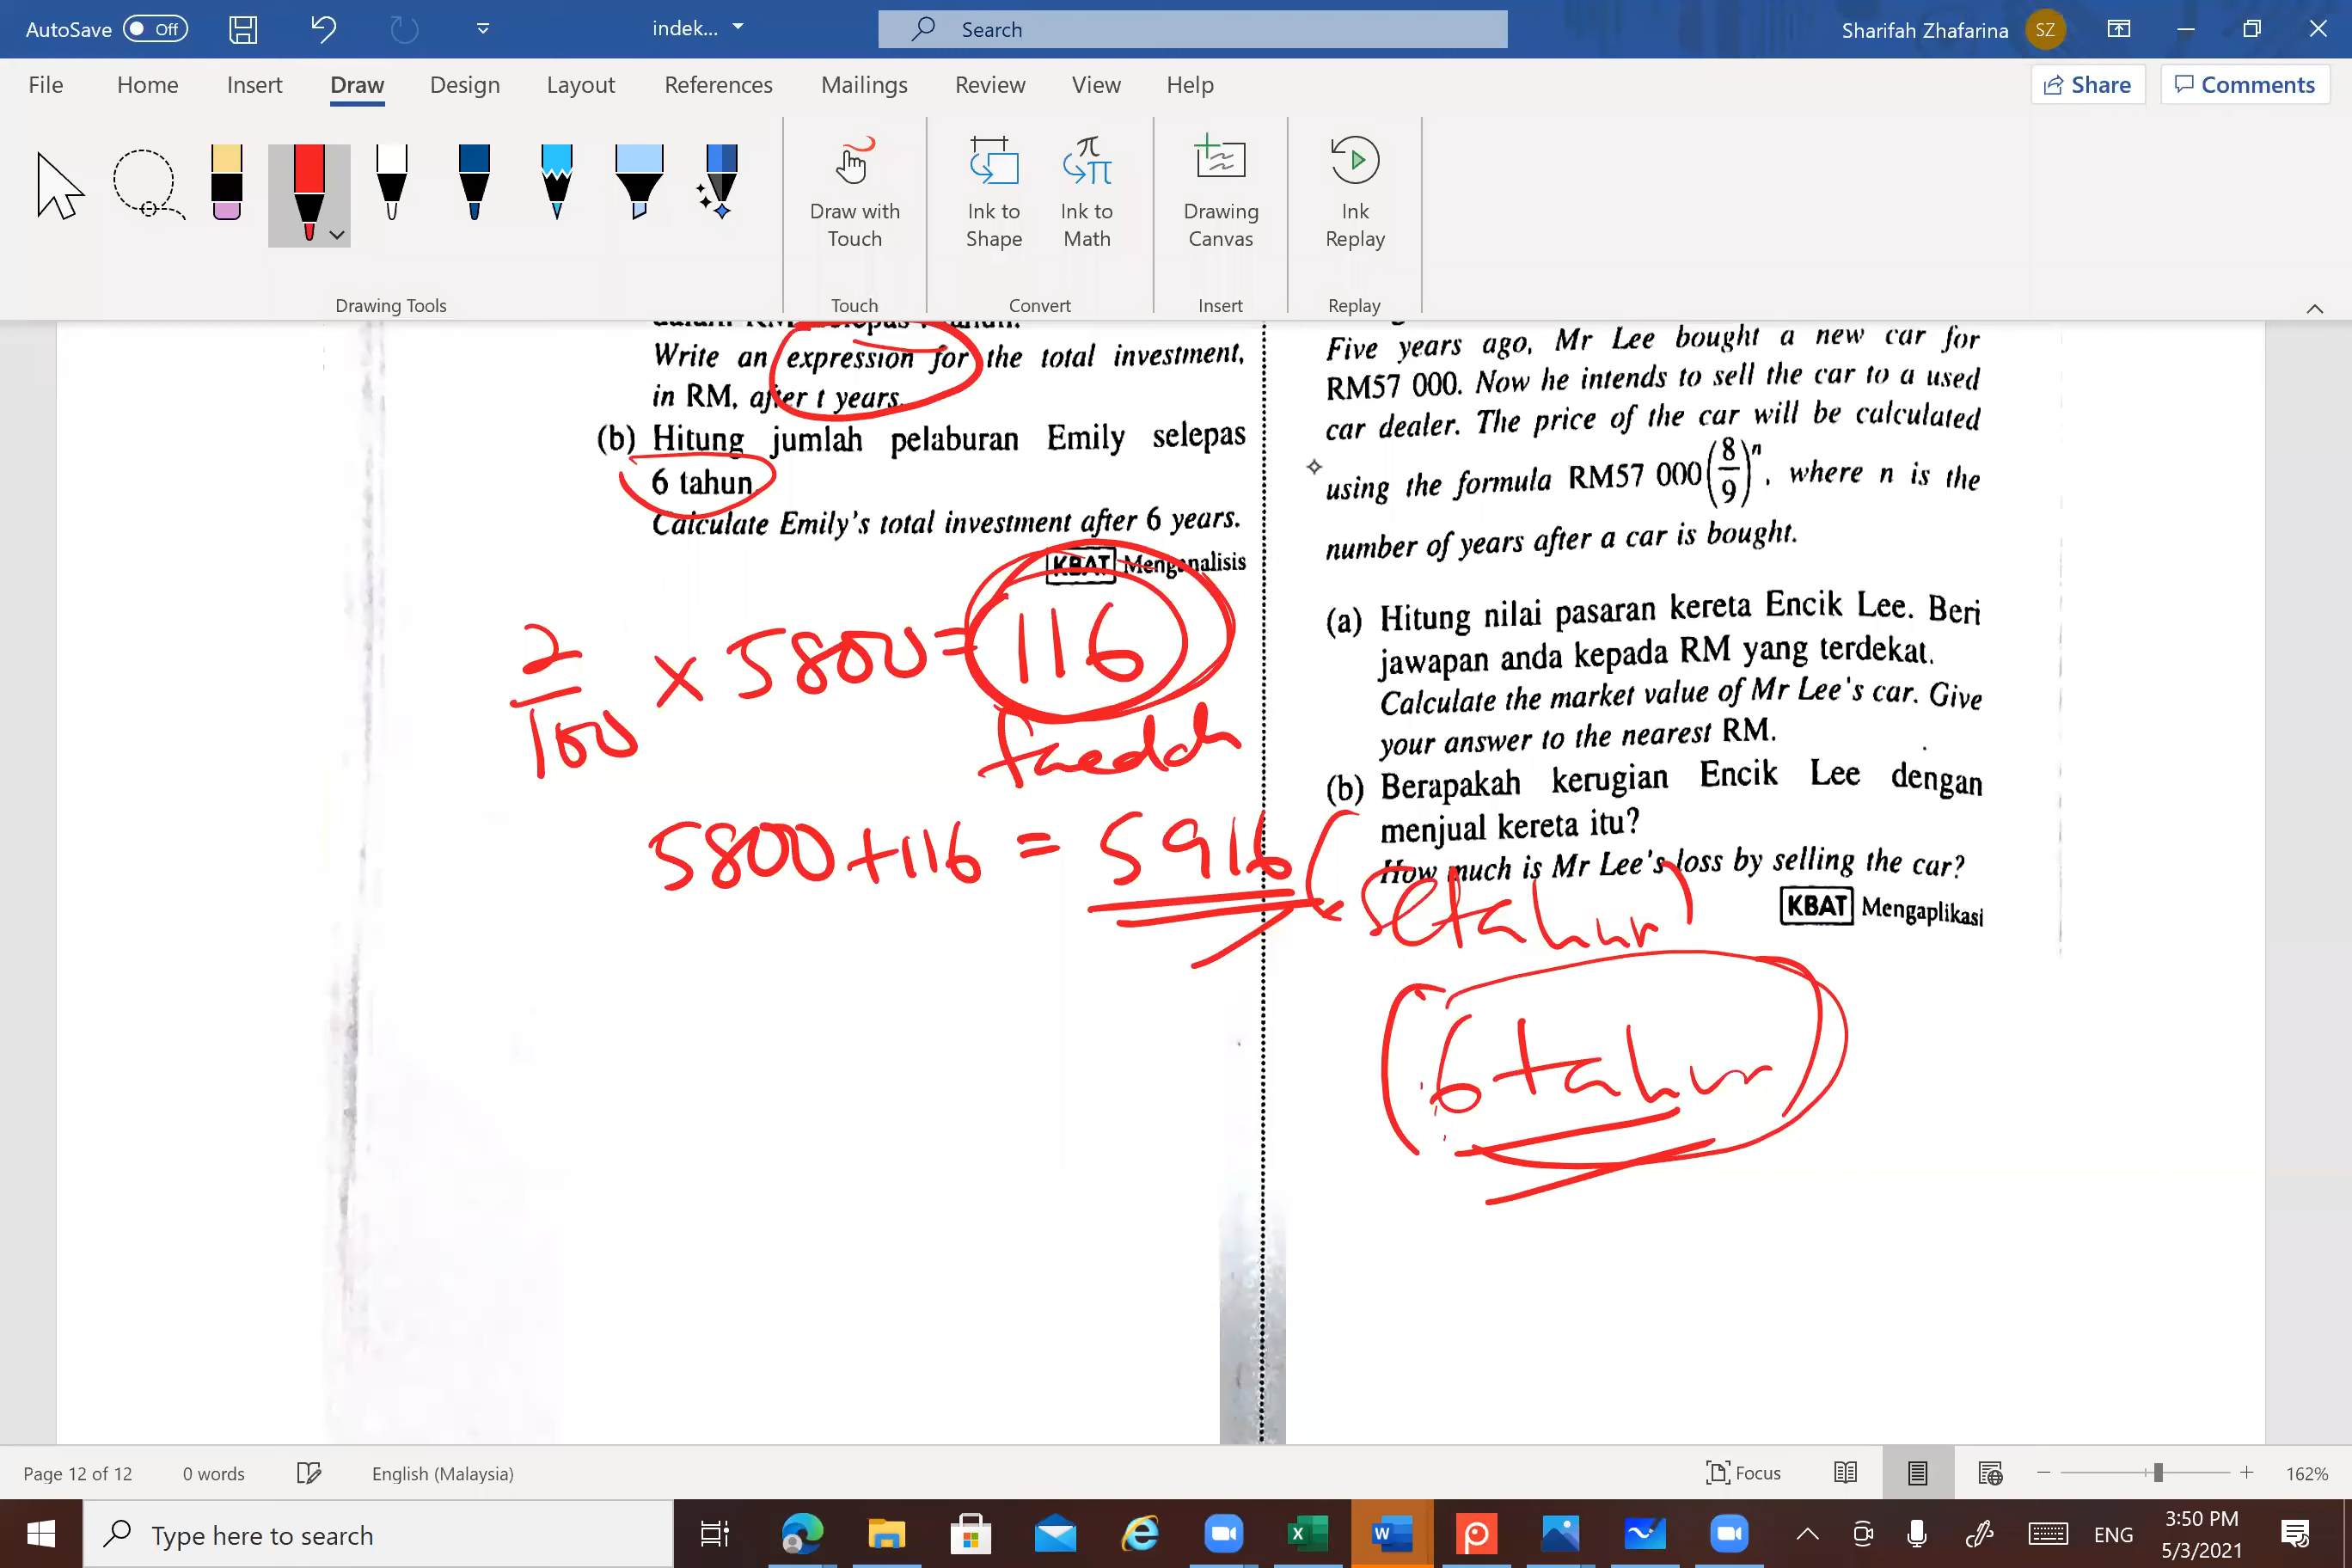 AutoSave Off indek... Search Sharifah Zhafarina SZ
File Home Insert Draw Design Layout References Mailings Review View Help Share Comments
Draw with Touch
Ink to Shape
Ink to Math
Drawing Canvas
Ink Replay
Drawing Tools Touch Convert Insert Replay
Write an expression for the total investment,
in RM, after t years.
(b) Hitung jumlah pelaburan Emily selepas
6 tahun.
Calculate Emily's total investment after 6 years.
KBAT Menganalisis
2/100 × 5800 = 116
faedah
5800 + 116 = 5916 (setahun)
6 tahun
Five years ago, Mr Lee bought a new car for
RM57 000. Now he intends to sell the car to a used
car dealer. The price of the car will be calculated
using the formula RM57 000(8/9)^n, where n is the
number of years after a car is bought.
(a) Hitung nilai pasaran kereta Encik Lee. Beri
jawapan anda kepada RM yang terdekat.
Calculate the market value of Mr Lee's car. Give
your answer to the nearest RM.
(b) Berapakah kerugian Encik Lee dengan
menjual kereta itu?
How much is Mr Lee's loss by selling the car?
KBAT Mengaplikasi
Page 12 of 12 0 words English (Malaysia) Focus 162%
Type here to search ENG 3:50 PM
5/3/2021